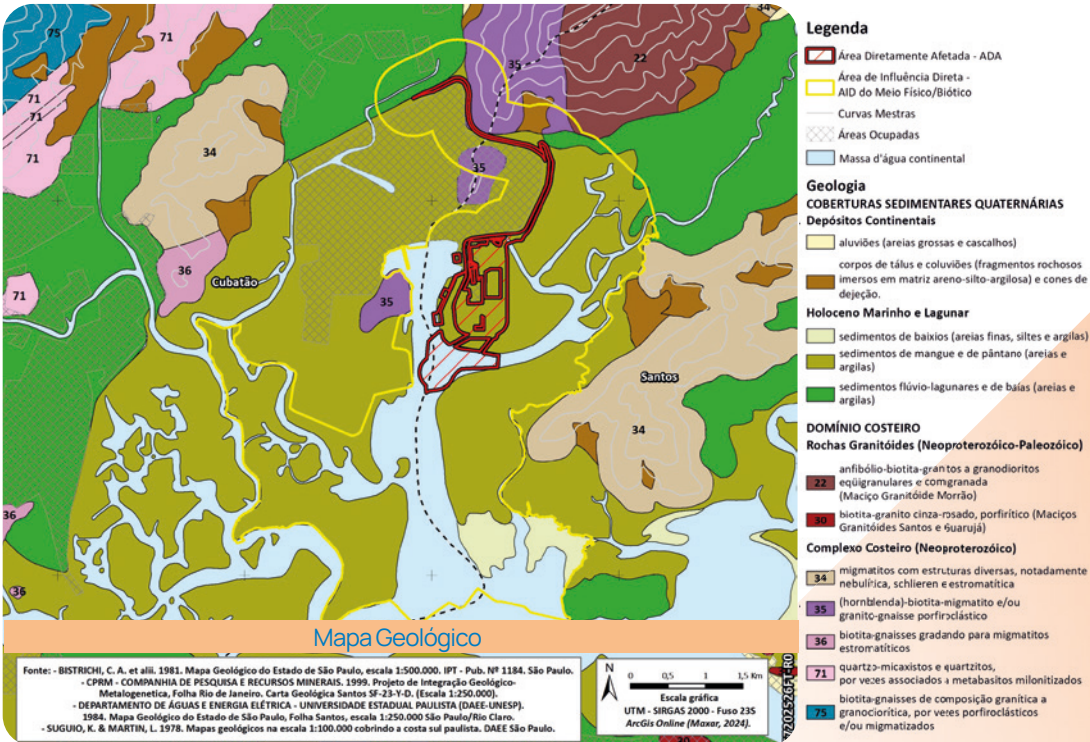 75
71
34
35
22
71
71
71
34
35
36
Cubatão
35
71
Santos
34
36
36
Mapa Geológico
Fonte: - BISTRICHI, C. A. et alii. 1981. Mapa Geológico do Estado de São Paulo, escala 1:500.000. IPT - Pub. Nº 1184. São Paulo.
- CPRM - COMPANHIA DE PESQUISA E RECURSOS MINERAIS. 1999. Projeto de Integração Geológico-
Metalogenetica, Folha Rio de Janeiro. Carta Geológica Santos SF-23-Y-D. (Escala 1:250.000).
- DEPARTAMENTO DE ÁGUAS E ENERGIA ELÉTRICA - UNIVERSIDADE ESTADUAL PAULISTA (DAEE-UNESP).
1984. Mapa Geológico do Estado de São Paulo, Folha Santos, escala 1:250.000 São Paulo/Rio Claro.
- SUGUIO, K. & MARTIN, L. 1978. Mapas geológicos na escala 1:100.000 cobrindo a costa sul paulista. DAEE São Paulo.
N
0 0,5 1 1,5 Km
Escala gráfica
UTM - SIRGAS 2000 - Fuso 23S
ArcGis Online (Maxar, 2024).
Legenda
Área Diretamente Afetada - ADA
Área de Influência Direta -
AID do Meio Físico/Biótico
Curvas Mestras
Áreas Ocupadas
Massa d'água continental
Geologia
COBERTURAS SEDIMENTARES QUATERNÁRIAS
Depósitos Continentais
aluviões (areias grossas e cascalhos)
corpos de tálus e coluviões (fragmentos rochosos
imersos em matriz areno-silto-argilosa) e cones de
dejeção.
Holoceno Marinho e Lagunar
sedimentos de baixios (areias finas, siltes e argilas)
sedimentos de mangue e de pântano (areias e
argilas)
sedimentos flúvio-lagunares e de baías (areias e
argilas)
DOMÍNIO COSTEIRO
Rochas Granitóides (Neoproterozóico-Paleozóico)
22 anfibólio-biotita-granitos a granodioritos
eqüigranulares e com granada
(Maciço Granitóide Morrão)
30 biotita-granito cinza-rosado, porfirítico (Maciços
Granitóides Santos e Guarujá)
Complexo Costeiro (Neoproterozóico)
34 migmatitos com estruturas diversas, notadamente
nebulítica, schlieren e estromatítica
35 (hornblenda)-biotita-migmatito e/ou
granito-gnaisse porfiroclástico
36 biotita-gnaisses gradando para migmatitos
estromatíticos
71 quartzo-micaxistos e quartzitos,
por vezes associados a metabasitos milonitizados
75 biotita-gnaisses de composição granítica a
granodiorítica, por vezes porfiroclásticos
e/ou migmatizados